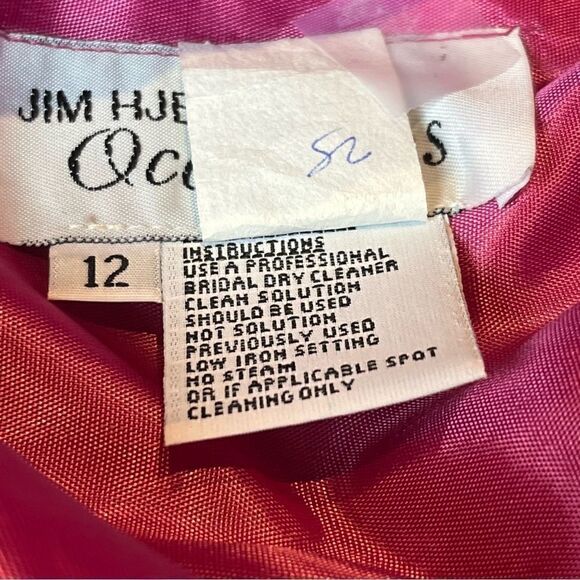 JIM HJE
Occ S
12
INSTRUCTIONS
USE A PROFESSIONAL
BRIDAL DRY CLEANER
CLEAN SOLUTION
SHOULD BE USED
NOT SOLUTION
PREVIOUSLY USED
LOW IRON SETTING
NO STEAM
OR IF APPLICABLE SPOT
CLEANING ONLY